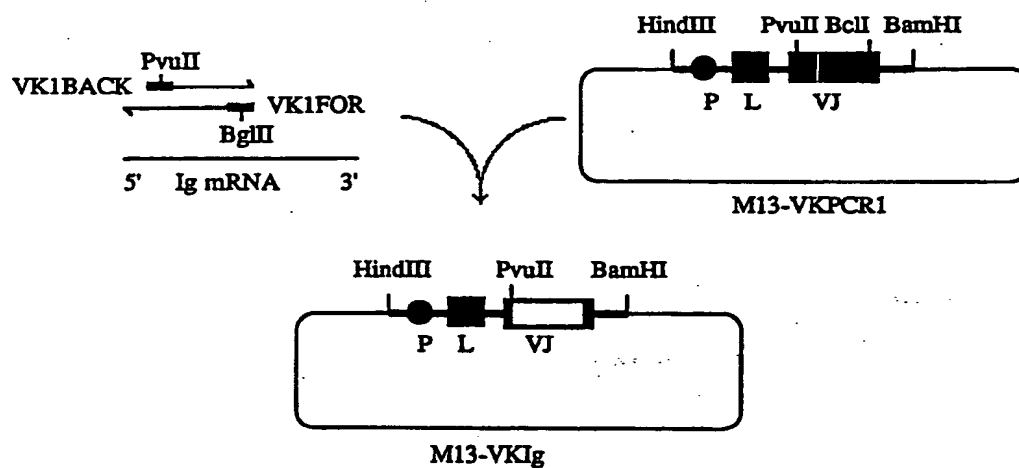 PvuII
VK1BACK
VK1FOR
BglII
5' Ig mRNA 3'
HindIII PvuII BclI BamHI
P L VJ
M13-VKPCR1
HindIII PvuII BamHI
P L VJ
M13-VKIg